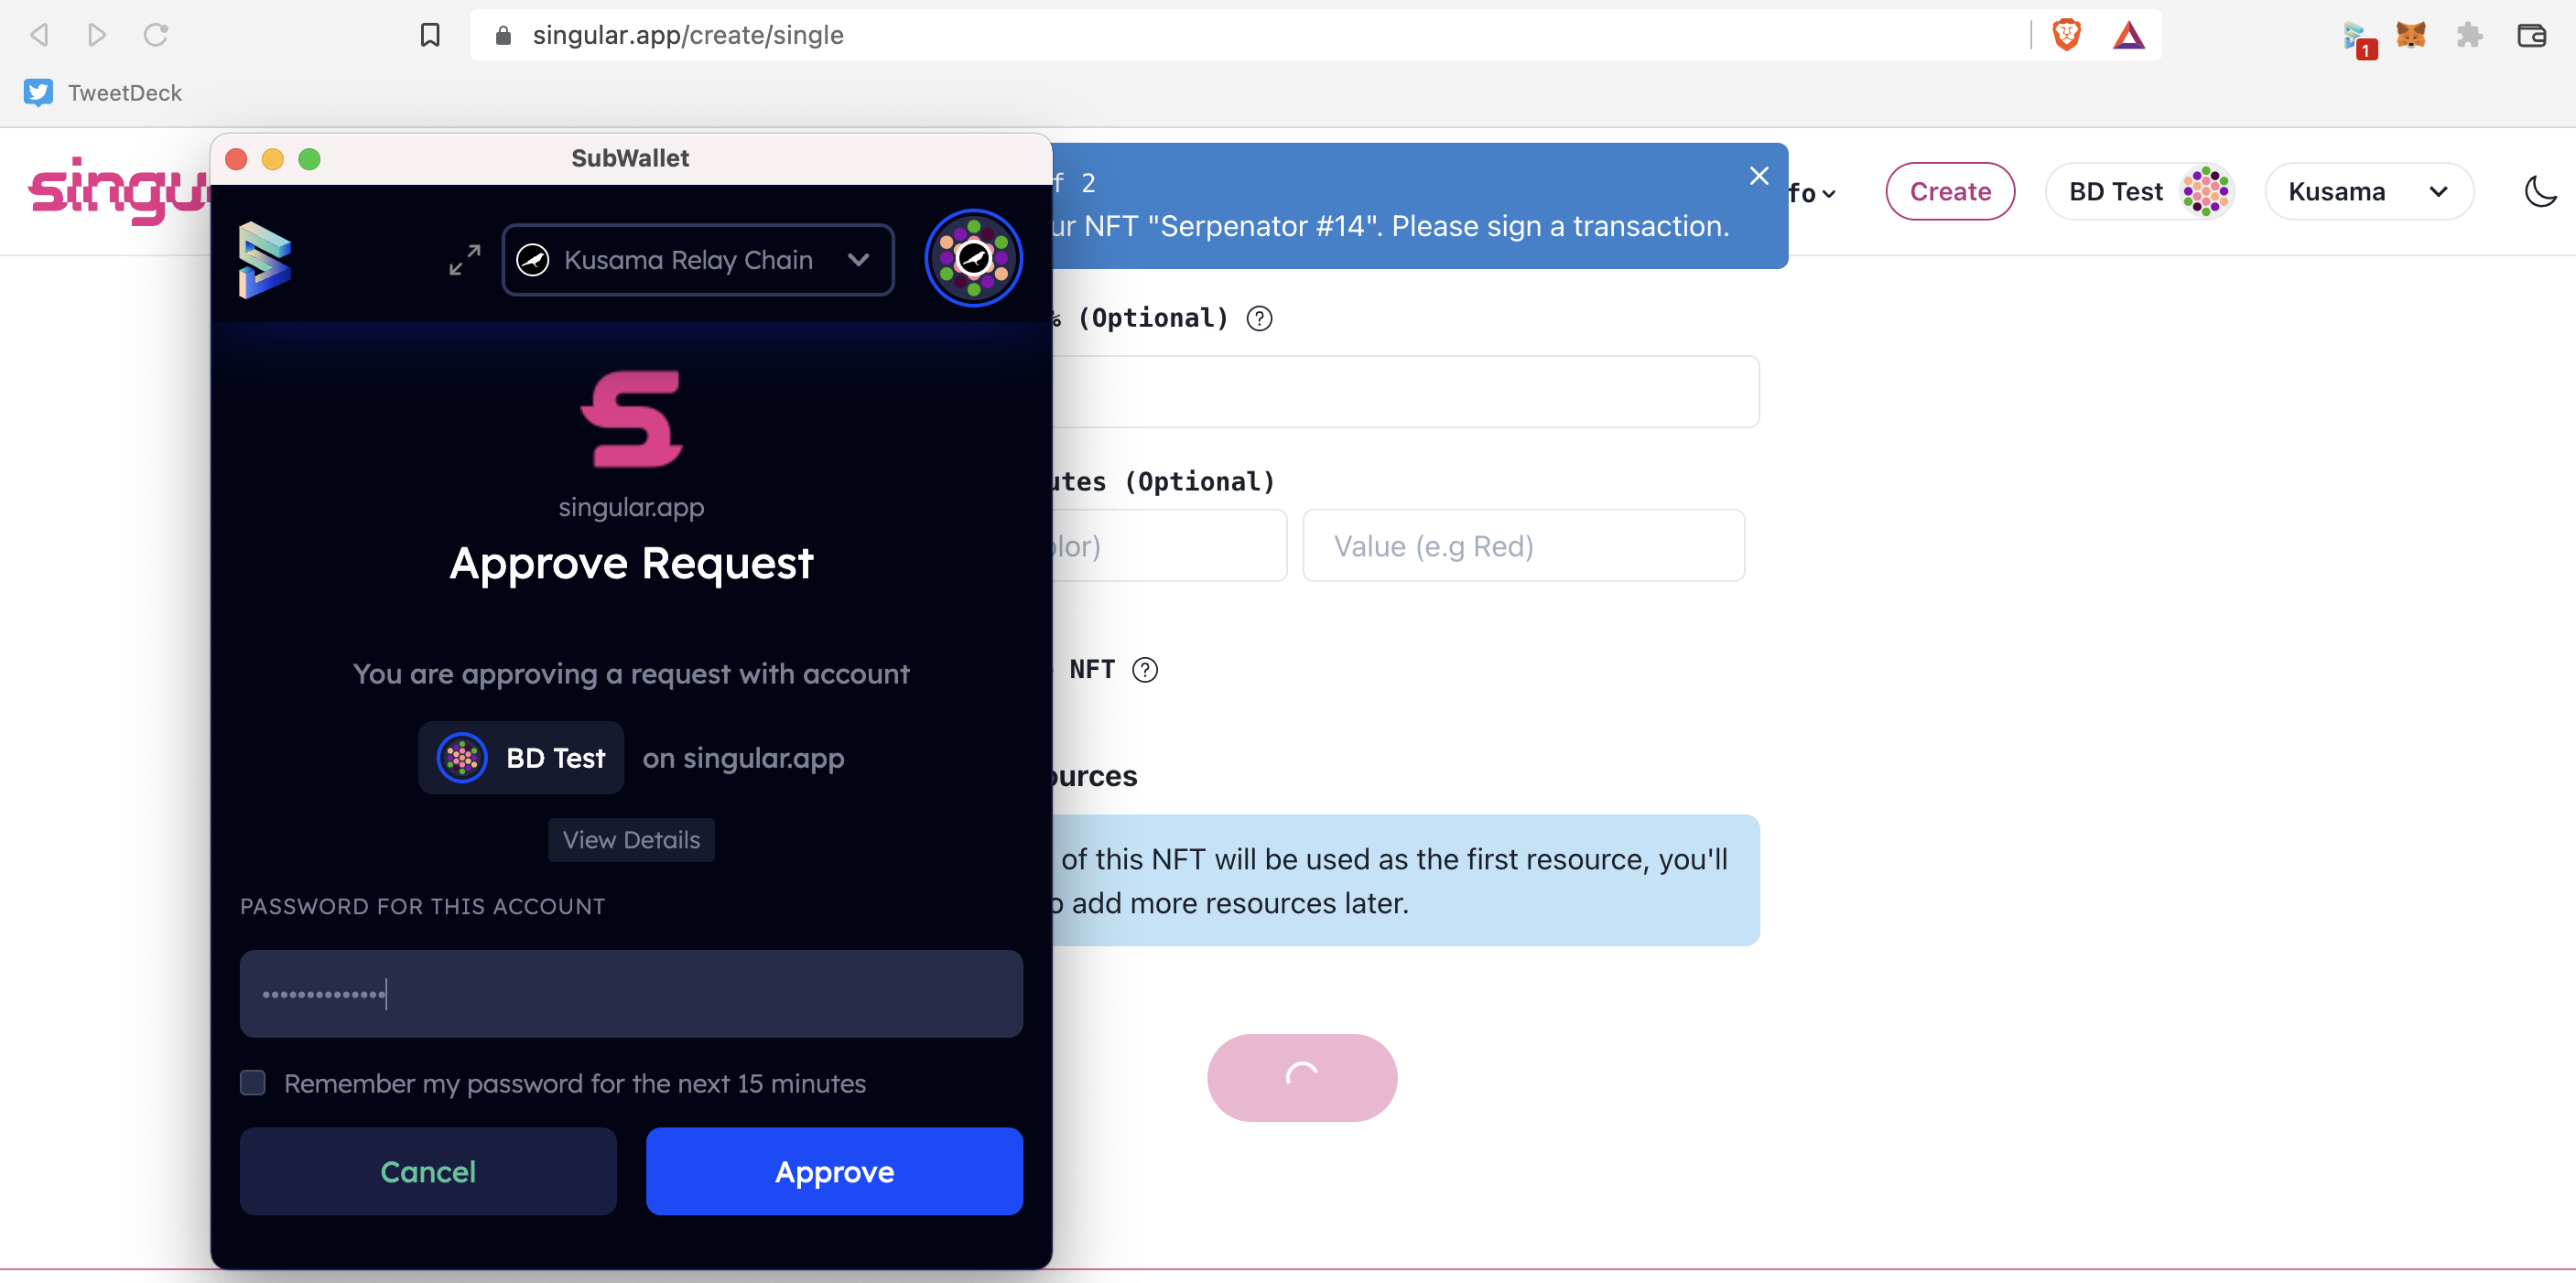 singular.app/create/single
1
TweetDeck
singu
SubWallet
Kusama Relay Chain
singular.app
Approve Request
You are approving a request with account
BD Test on singular.app
View Details
PASSWORD FOR THIS ACCOUNT
••••••••••••••
Remember my password for the next 15 minutes
Cancel
Approve
f 2
ur NFT "Serpenator #14". Please sign a transaction.
fo
Create
BD Test
Kusama
% (Optional) ?
utes (Optional)
olor)
Value (e.g Red)
NFT ?
ources
of this NFT will be used as the first resource, you'll
o add more resources later.